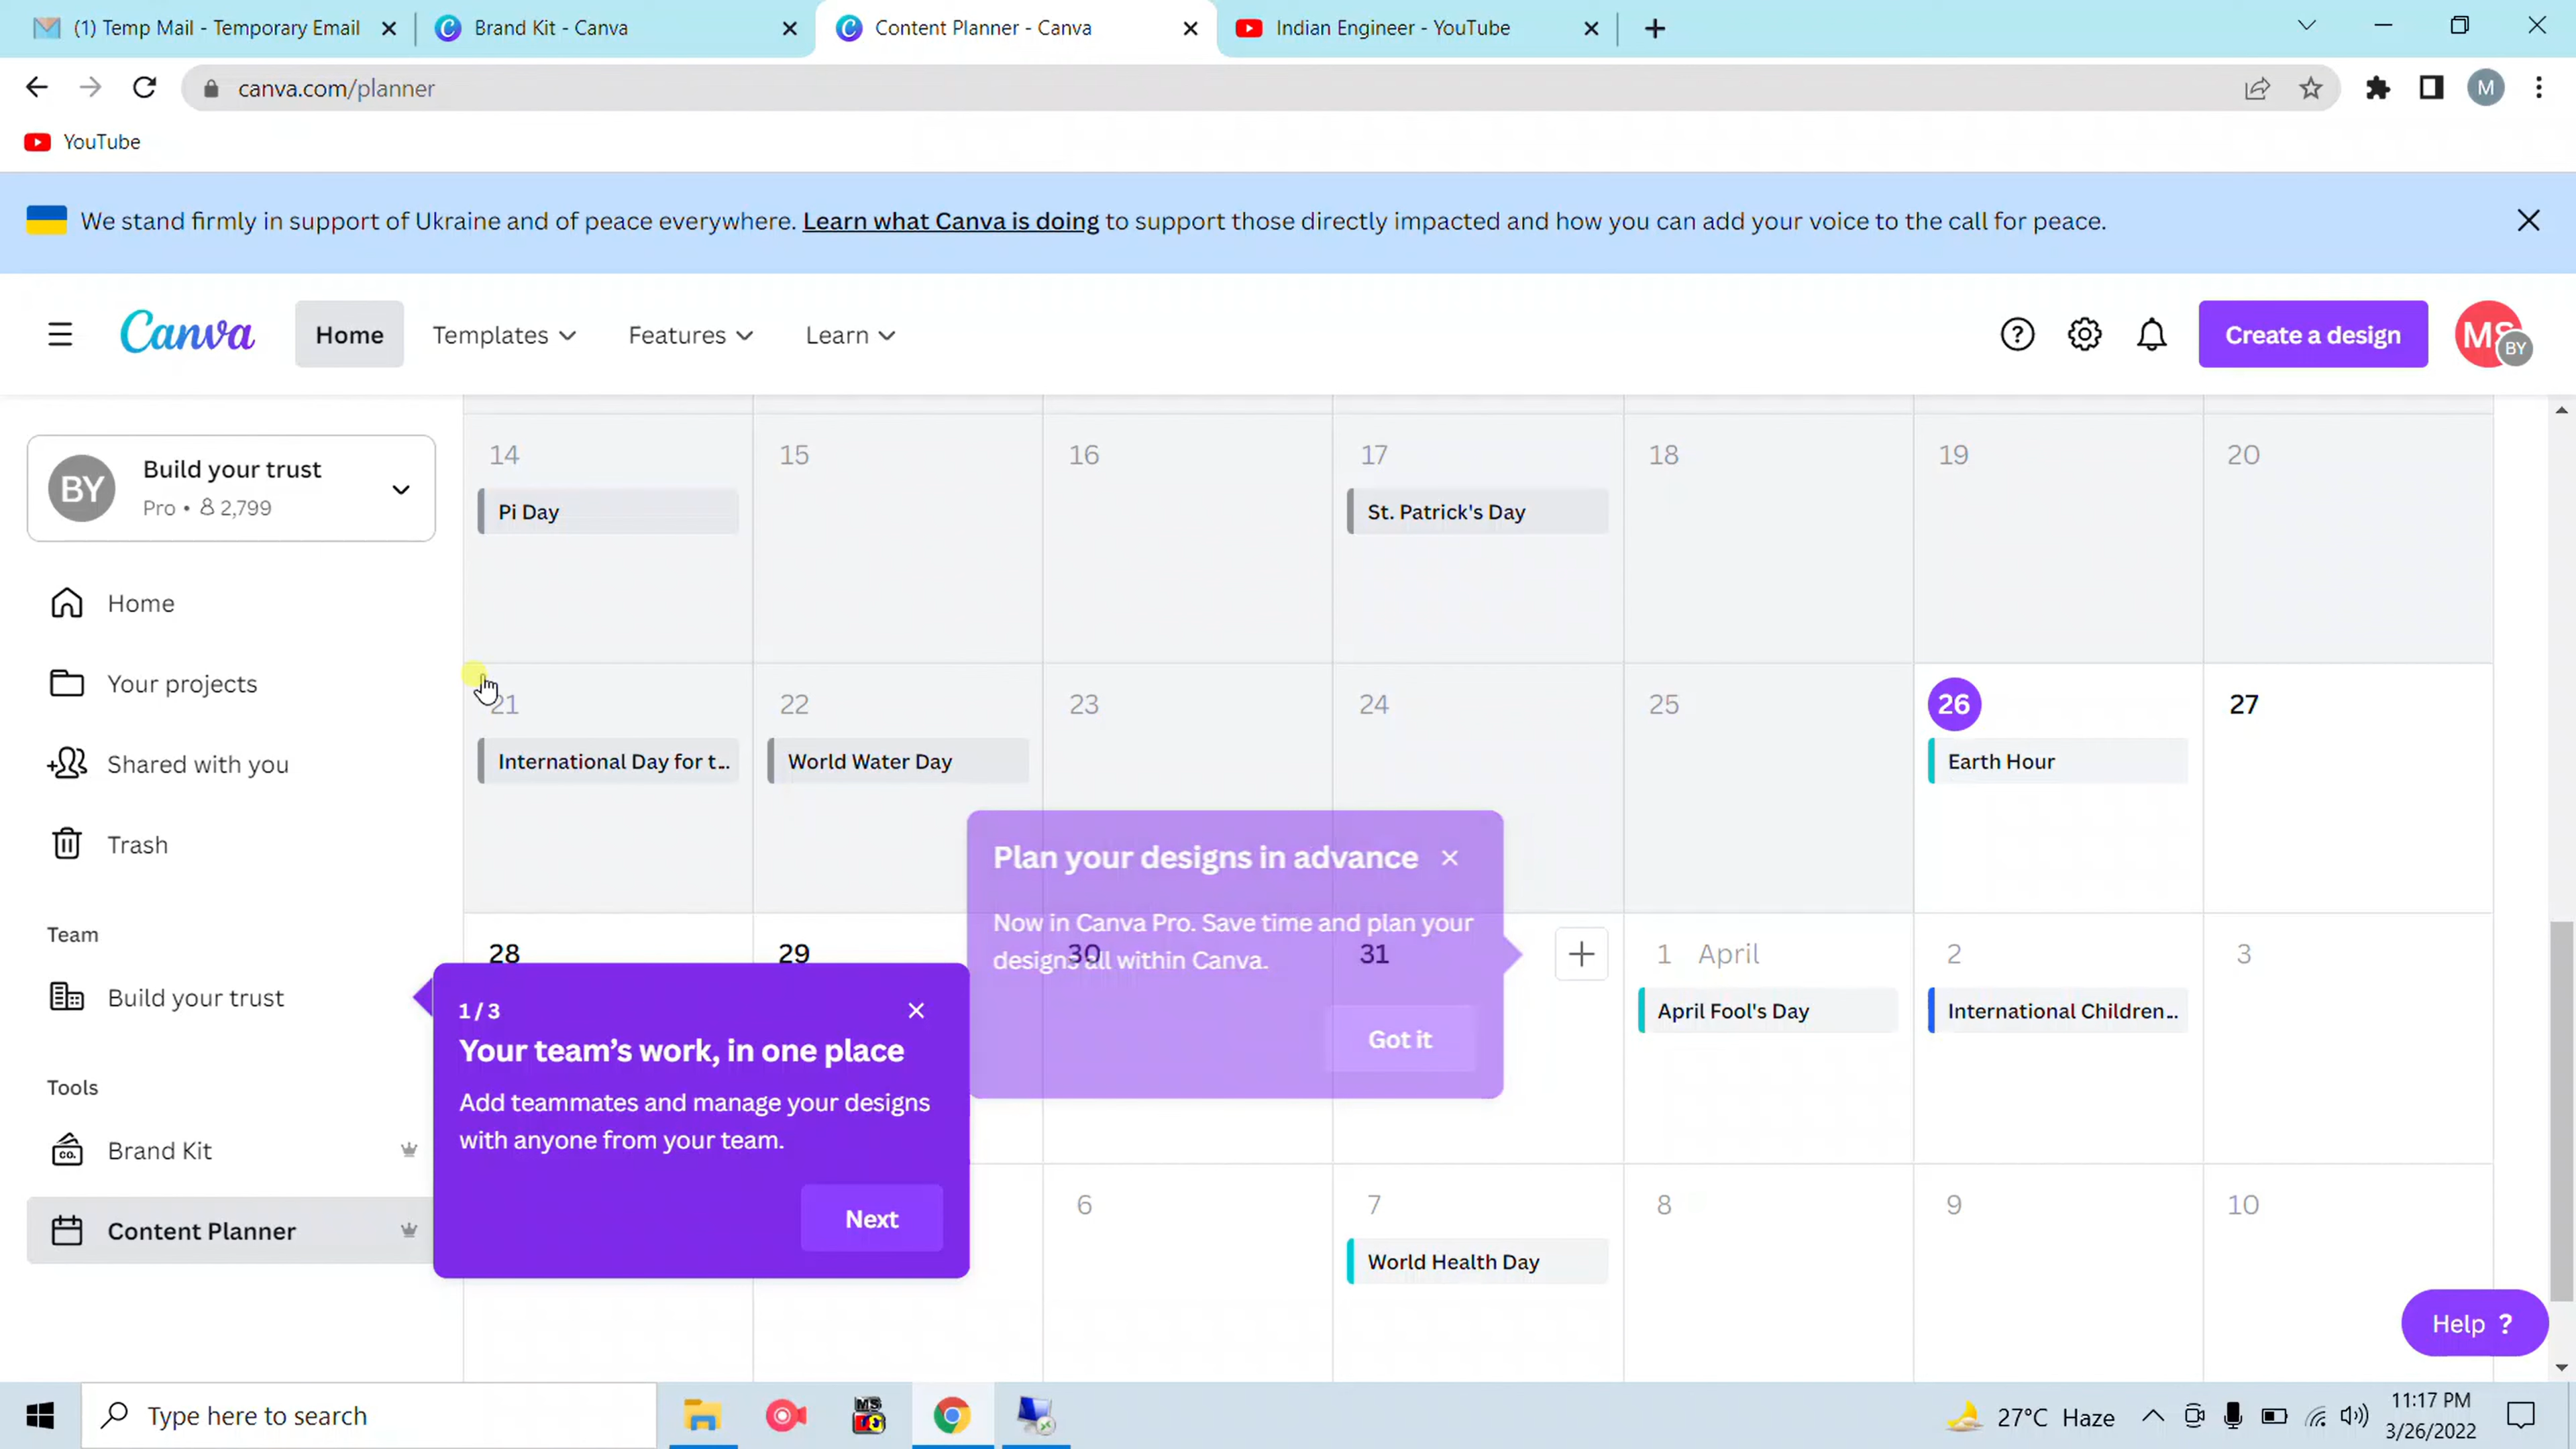 (1) Temp Mail - Temporary Email
Brand Kit - Canva
Content Planner - Canva
Indian Engineer - YouTube
canva.com/planner
M
YouTube
We stand firmly in support of Ukraine and of peace everywhere. Learn what Canva is doing to support those directly impacted and how you can add your voice to the call for peace.
Canva
Home
Templates
Features
Learn
?
Create a design
MS
BY
BY
Build your trust
Pro • 2,799
Home
Your projects
Shared with you
Trash
Team
Build your trust
Tools
CO.
Brand Kit
Content Planner
14 15 16 17 18 19 20
Pi Day
St. Patrick's Day
21 22 23 24 25 26 27
International Day for t...
World Water Day
Earth Hour
Plan your designs in advance
Now in Canva Pro. Save time and plan your
designs all within Canva.
Got it
28 29 30 31 1 April 2 3
April Fool's Day
International Children...
1 / 3
Your team's work, in one place
Add teammates and manage your designs
with anyone from your team.
Next
6 7 8 9 10
World Health Day
Help ?
Type here to search
MS
27°C Haze
11:17 PM
3/26/2022